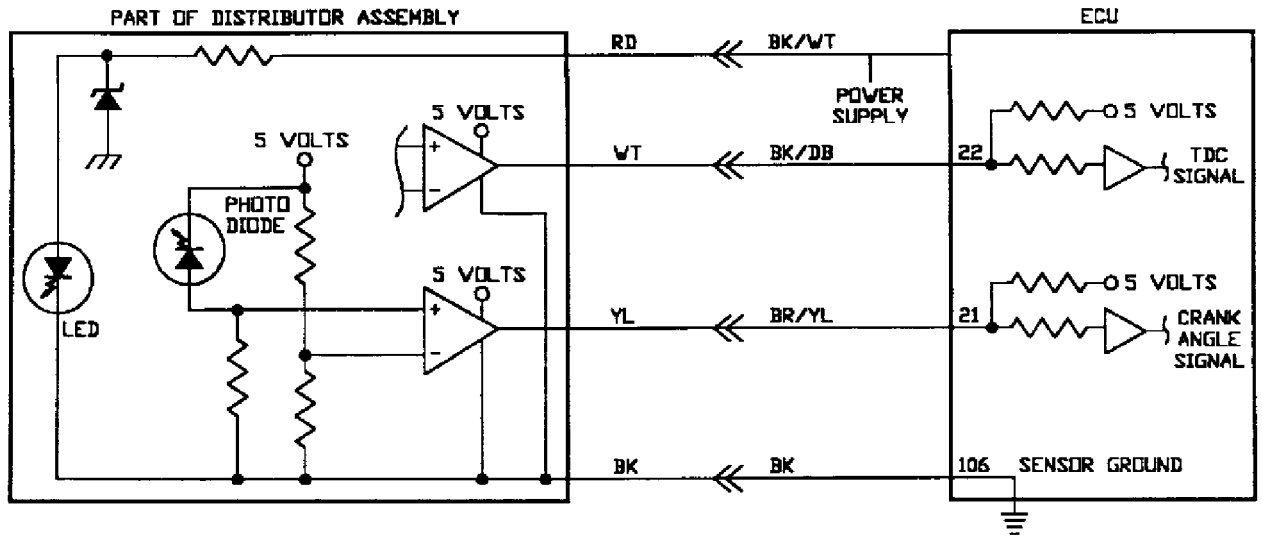 PART OF DISTRIBUTOR ASSEMBLY
ECU
RD
BK/WT
POWER
SUPPLY
5 VOLTS
5 VOLTS
5 VOLTS
WT
BK/DB
22
TDC
SIGNAL
PHOTO
DIODE
LED
5 VOLTS
+
-
+
-
5 VOLTS
YL
BR/YL
21
CRANK
ANGLE
SIGNAL
BK
BK
106
SENSOR GROUND